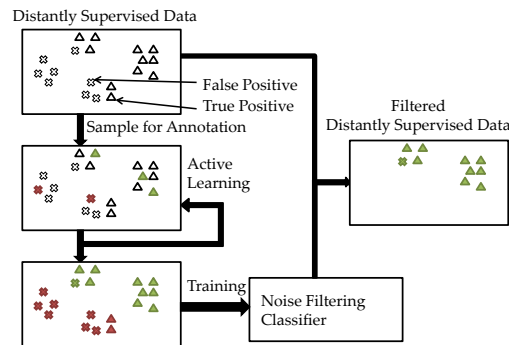 Distantly Supervised Data
False Positive
True Positive
Sample for Annotation
Active
Learning
Training
Noise Filtering
Classifier
Filtered
Distantly Supervised Data